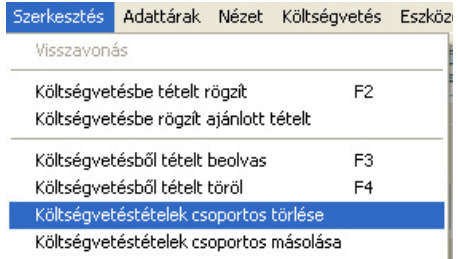 Szerkesztés Adattárak Nézet Költségvetés Eszköz
Visszavonás
Költségvetésbe tételt rögzít F2
Költségvetésbe rögzít ajánlott tételt
Költségvetésből tételt beolvas F3
Költségvetésből tételt töröl F4
Költségvetéstételek csoportos törlése
Költségvetéstételek csoportos másolása